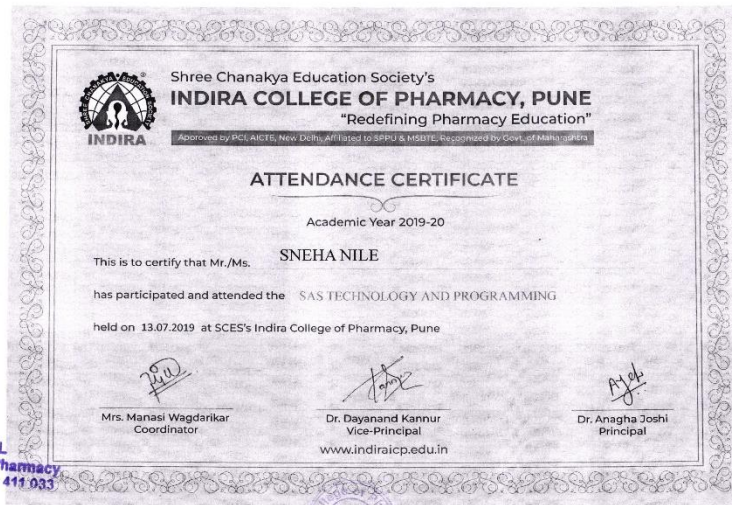 Shree Chanakya Education Society's
INDIRA COLLEGE OF PHARMACY, PUNE
"Redefining Pharmacy Education"
Approved by PCI, AICTE, New Delhi, Affiliated to SPPU & MSBTE, Recognized by Govt. of Maharashtra
INDIRA
ATTENDANCE CERTIFICATE
Academic Year 2019-20
This is to certify that Mr./Ms. SNEHA NILE
has participated and attended the SAS TECHNOLOGY AND PROGRAMMING
held on 13.07.2019 at SCES's Indira College of Pharmacy, Pune
Mrs. Manasi Wagdarikar
Coordinator
Dr. Dayanand Kannur
Vice-Principal
Dr. Anagha Joshi
Principal
www.indiraicp.edu.in
L
harmacy
411 033